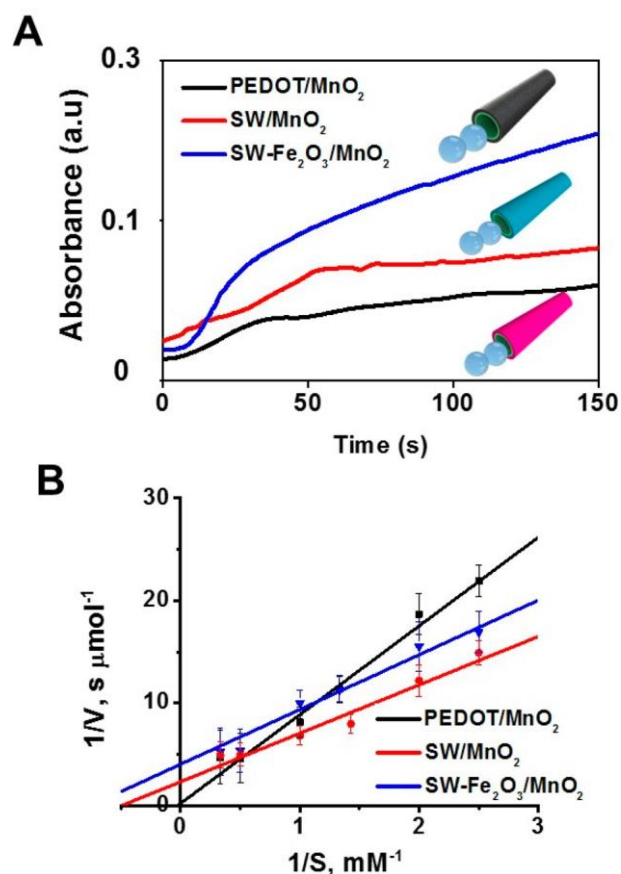 A
0.3
0.1
0
Absorbance (a.u)
PEDOT/MnO₂
SW/MnO₂
SW-Fe₂O₃/MnO₂
0
50
100
150
Time (s)
B
30
20
10
0
1/V, s μmol⁻¹
PEDOT/MnO₂
SW/MnO₂
SW-Fe₂O₃/MnO₂
0
1
2
3
1/S, mM⁻¹